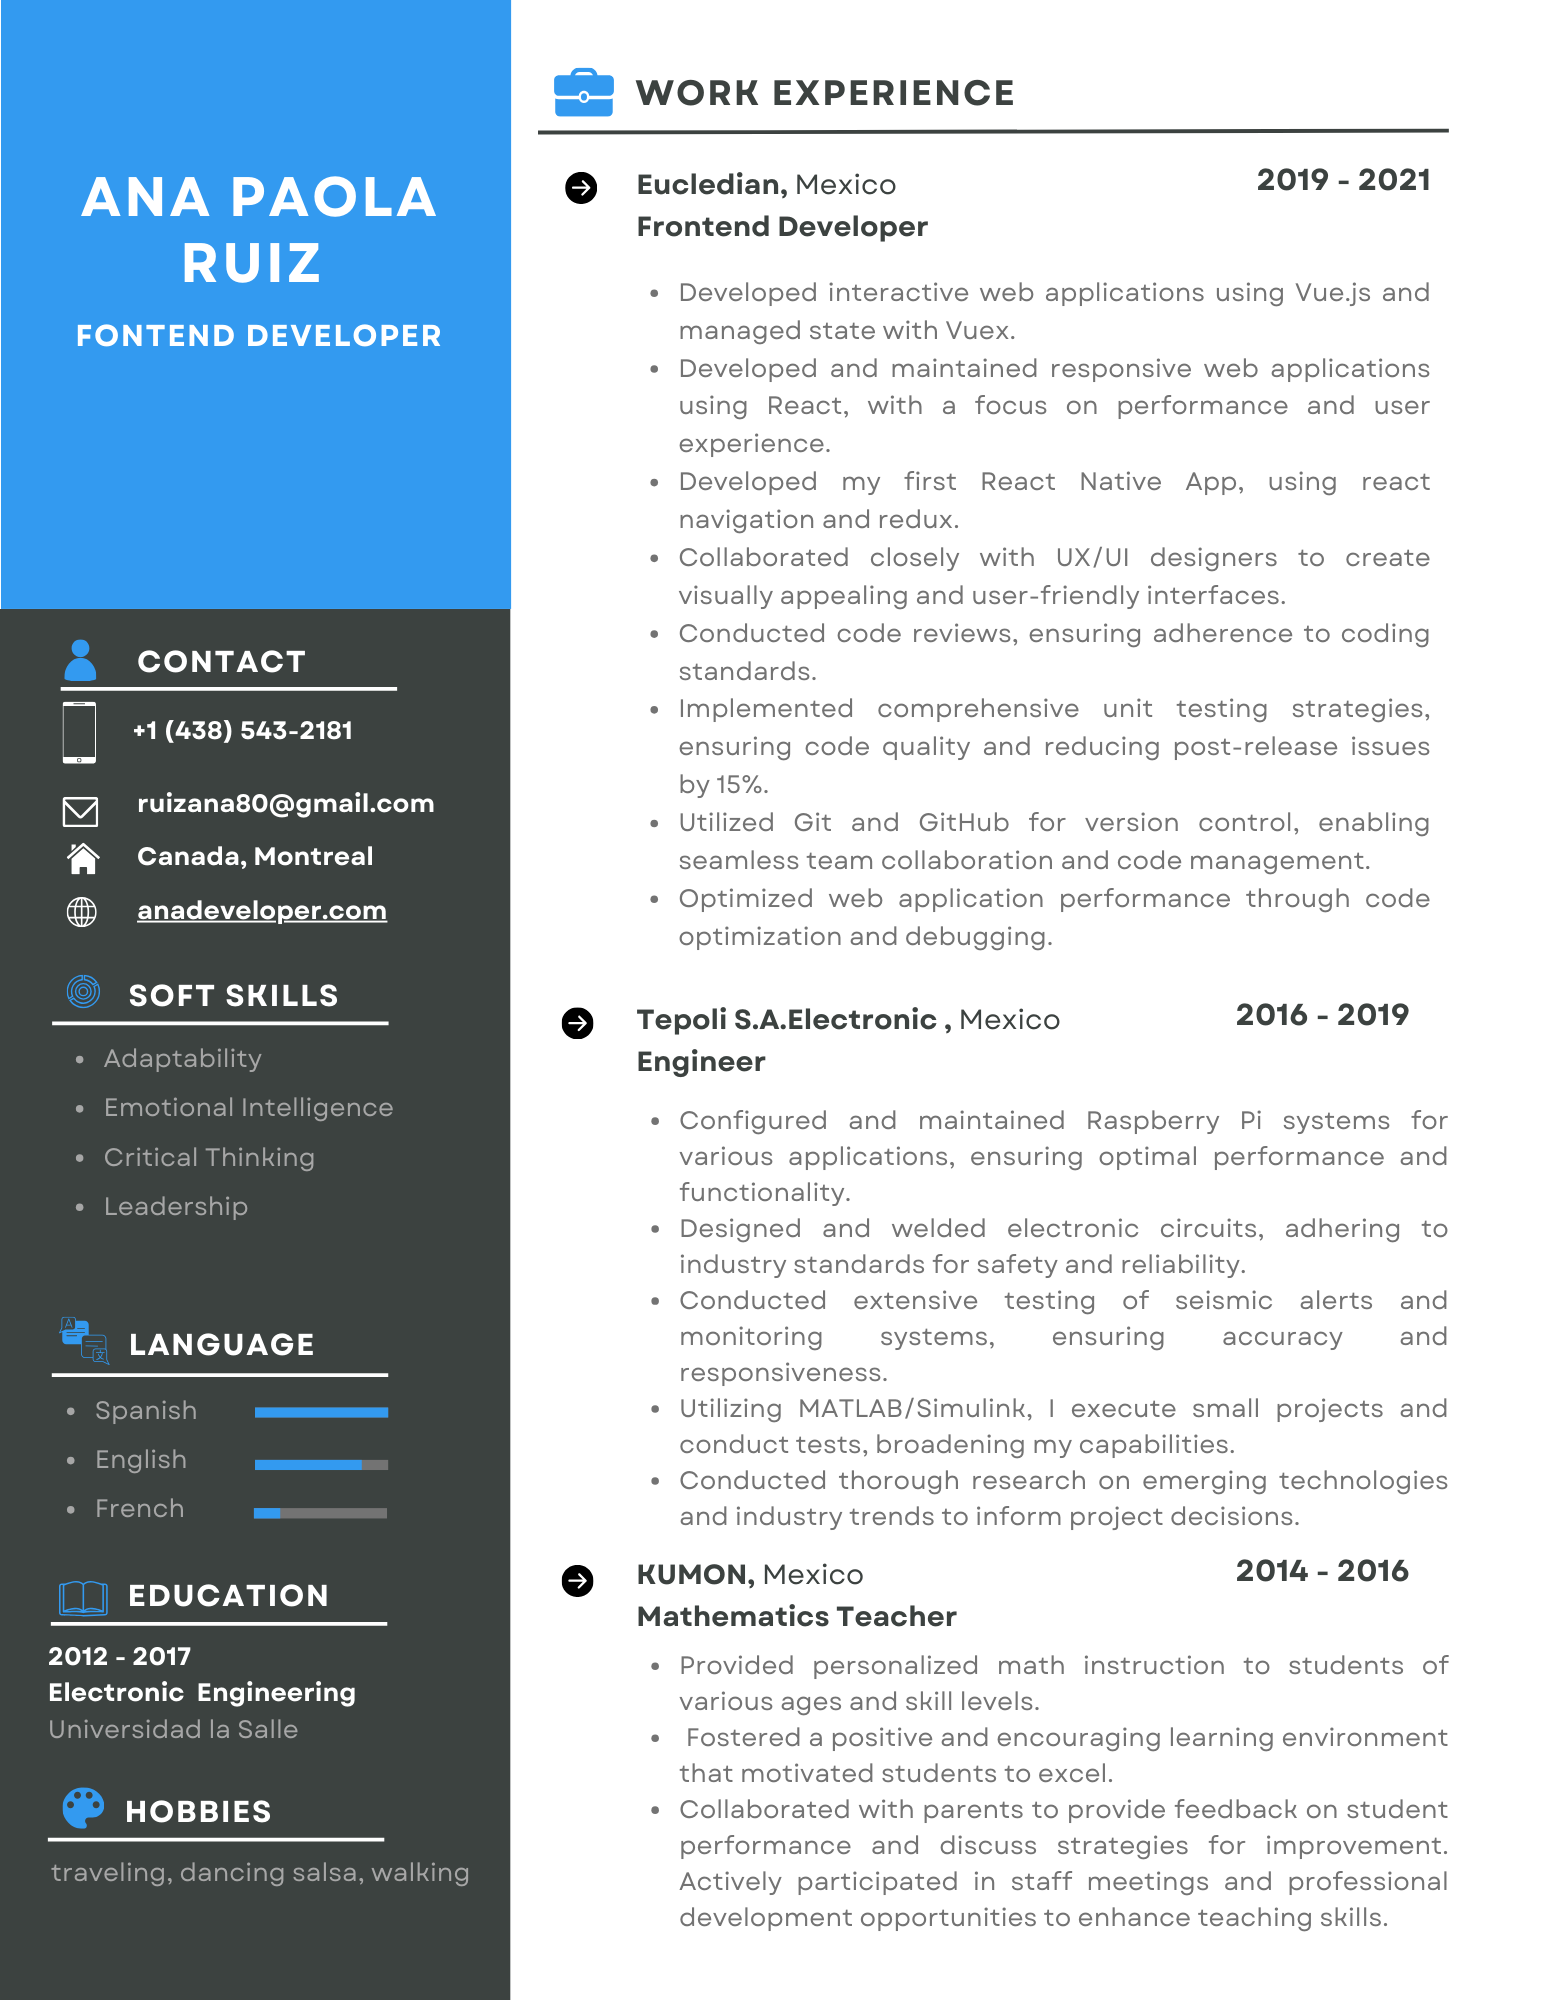 ANA PAOLA
RUIZ
FONTEND DEVELOPER
CONTACT
+1 (438) 543-2181
ruizana80@gmail.com
Canada, Montreal
anadeveloper.com
SOFT SKILLS
• Adaptability
• Emotional Intelligence
• Critical Thinking
• Leadership
LANGUAGE
• Spanish
• English
• French
EDUCATION
2012 - 2017
Electronic Engineering
Universidad la Salle
HOBBIES
traveling, dancing salsa, walking
WORK EXPERIENCE
Eucledian, Mexico 2019 - 2021
Frontend Developer
• Developed interactive web applications using Vue.js and
managed state with Vuex.
• Developed and maintained responsive web applications
using React, with a focus on performance and user
experience.
• Developed my first React Native App, using react
navigation and redux.
• Collaborated closely with UX/UI designers to create
visually appealing and user-friendly interfaces.
• Conducted code reviews, ensuring adherence to coding
standards.
• Implemented comprehensive unit testing strategies,
ensuring code quality and reducing post-release issues
by 15%.
• Utilized Git and GitHub for version control, enabling
seamless team collaboration and code management.
• Optimized web application performance through code
optimization and debugging.
Tepoli S.A.Electronic , Mexico 2016 - 2019
Engineer
• Configured and maintained Raspberry Pi systems for
various applications, ensuring optimal performance and
functionality.
• Designed and welded electronic circuits, adhering to
industry standards for safety and reliability.
• Conducted extensive testing of seismic alerts and
monitoring systems, ensuring accuracy and
responsiveness.
• Utilizing MATLAB/Simulink, I execute small projects and
conduct tests, broadening my capabilities.
• Conducted thorough research on emerging technologies
and industry trends to inform project decisions.
KUMON, Mexico 2014 - 2016
Mathematics Teacher
• Provided personalized math instruction to students of
various ages and skill levels.
• Fostered a positive and encouraging learning environment
that motivated students to excel.
• Collaborated with parents to provide feedback on student
performance and discuss strategies for improvement.
Actively participated in staff meetings and professional
development opportunities to enhance teaching skills.